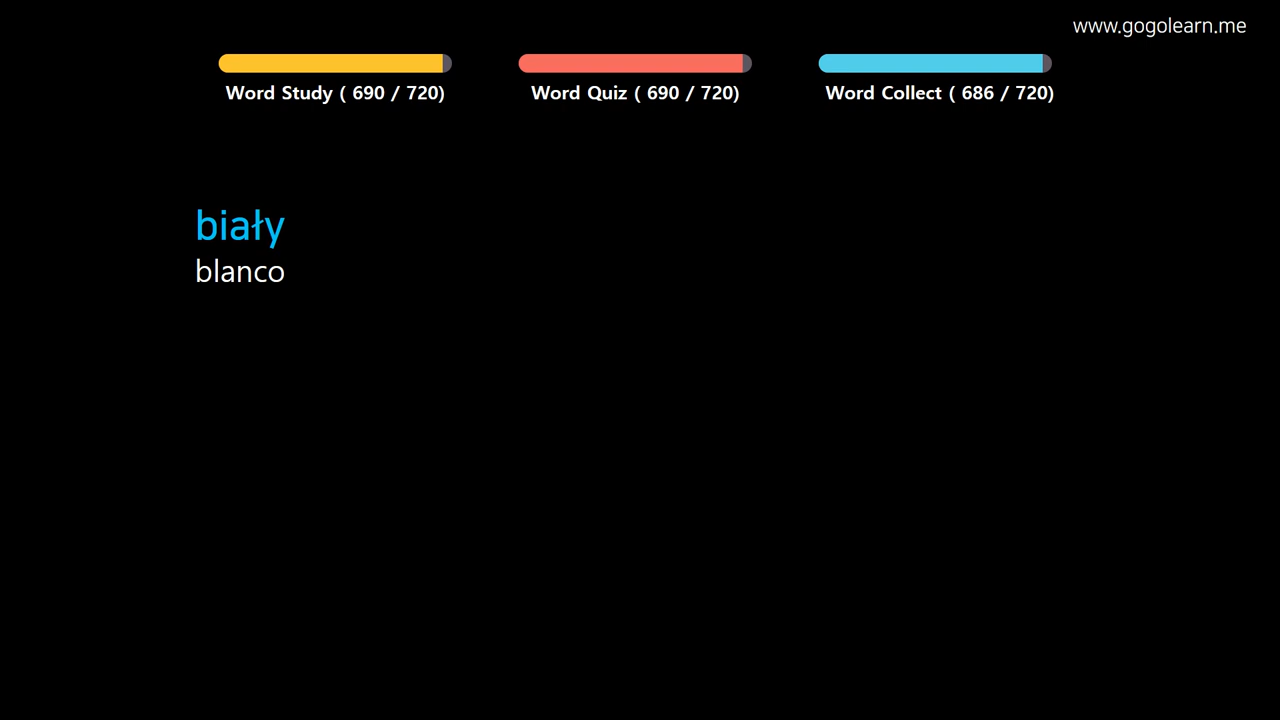 www.gogolearn.me
Word Study ( 690 / 720)
Word Quiz ( 690 / 720)
Word Collect ( 686 / 720)
biały
blanco